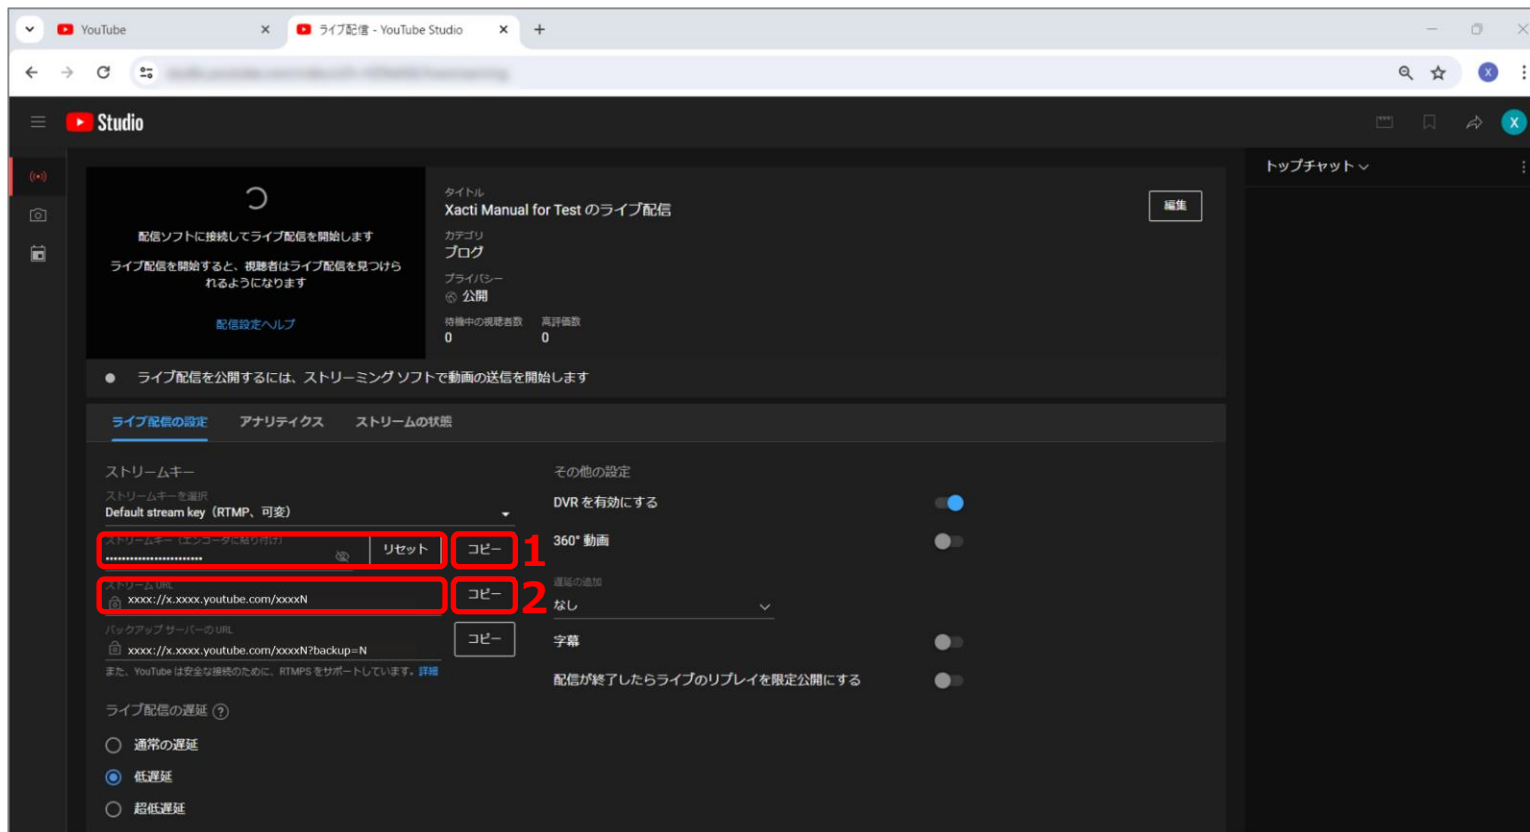 YouTube
ライブ配信 - YouTube Studio
Studio
X
X
トップチャット
配信ソフトに接続してライブ配信を開始します
ライブ配信を開始すると、視聴者はライブ配信を見つけら
れるようになります
配信設定ヘルプ
タイトル
Xacti Manual for Test のライブ配信
編集
カテゴリ
ブログ
プライバシー
公開
待機中の視聴者数 高評価数
0 0
ライブ配信を公開するには、ストリーミング ソフトで動画の送信を開始します
ライブ配信の設定 アナリティクス ストリームの状態
ストリームキー
ストリームキーを選択
Default stream key（RTMP、可変）
ストリームキー（エンコーダに貼り付け）
•••••••••••••••••••••••• リセット コピー 1
ストリーム URL
xxxx://x.xxxx.youtube.com/xxxxN コピー 2
バックアップ サーバーの URL
xxxx://x.xxxx.youtube.com/xxxxN?backup=N コピー
また、YouTube は安全な接続のために、RTMPS をサポートしています。詳細
ライブ配信の遅延 ?
通常の遅延
低遅延
超低遅延
その他の設定
DVR を有効にする
360° 動画
遅延の追加
なし
字幕
配信が終了したらライブのリプレイを限定公開にする